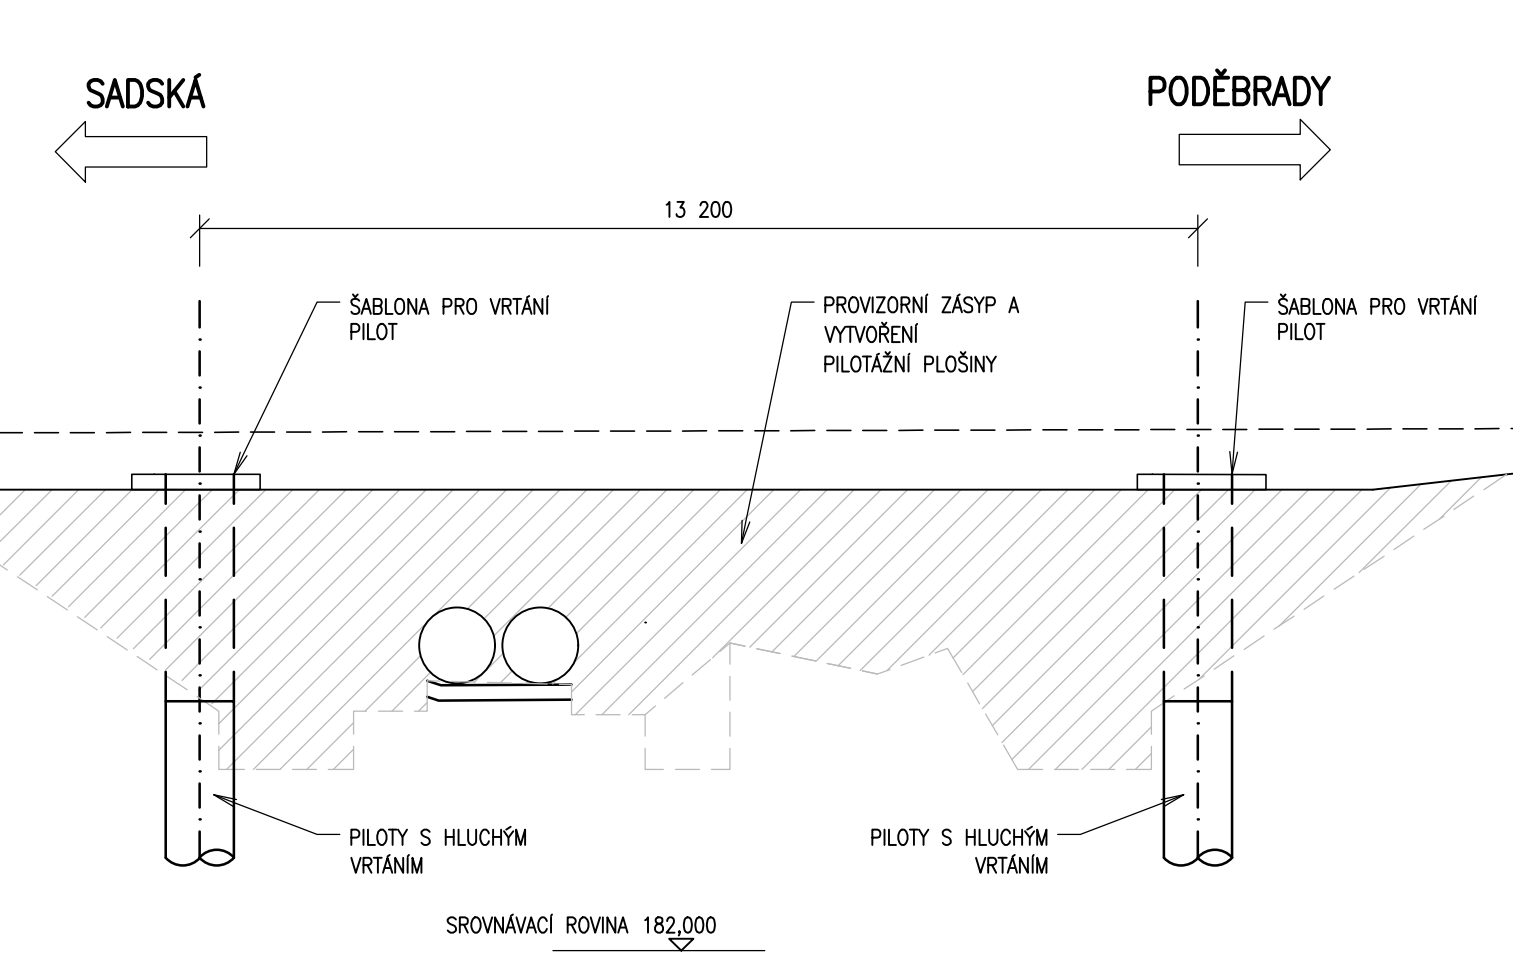 SADSKÁ
PODĚBRADY
13 200
ŠABLONA PRO VRTÁNÍ
PILOT
PROVIZORNÍ ZÁSYP A
VYTVOŘENÍ
PILOTÁŽNÍ PLOŠINY
ŠABLONA PRO VRTÁNÍ
PILOT
PILOTY S HLUCHÝM
VRTÁNÍM
PILOTY S HLUCHÝM
VRTÁNÍM
SROVNÁVACÍ ROVINA 182,000